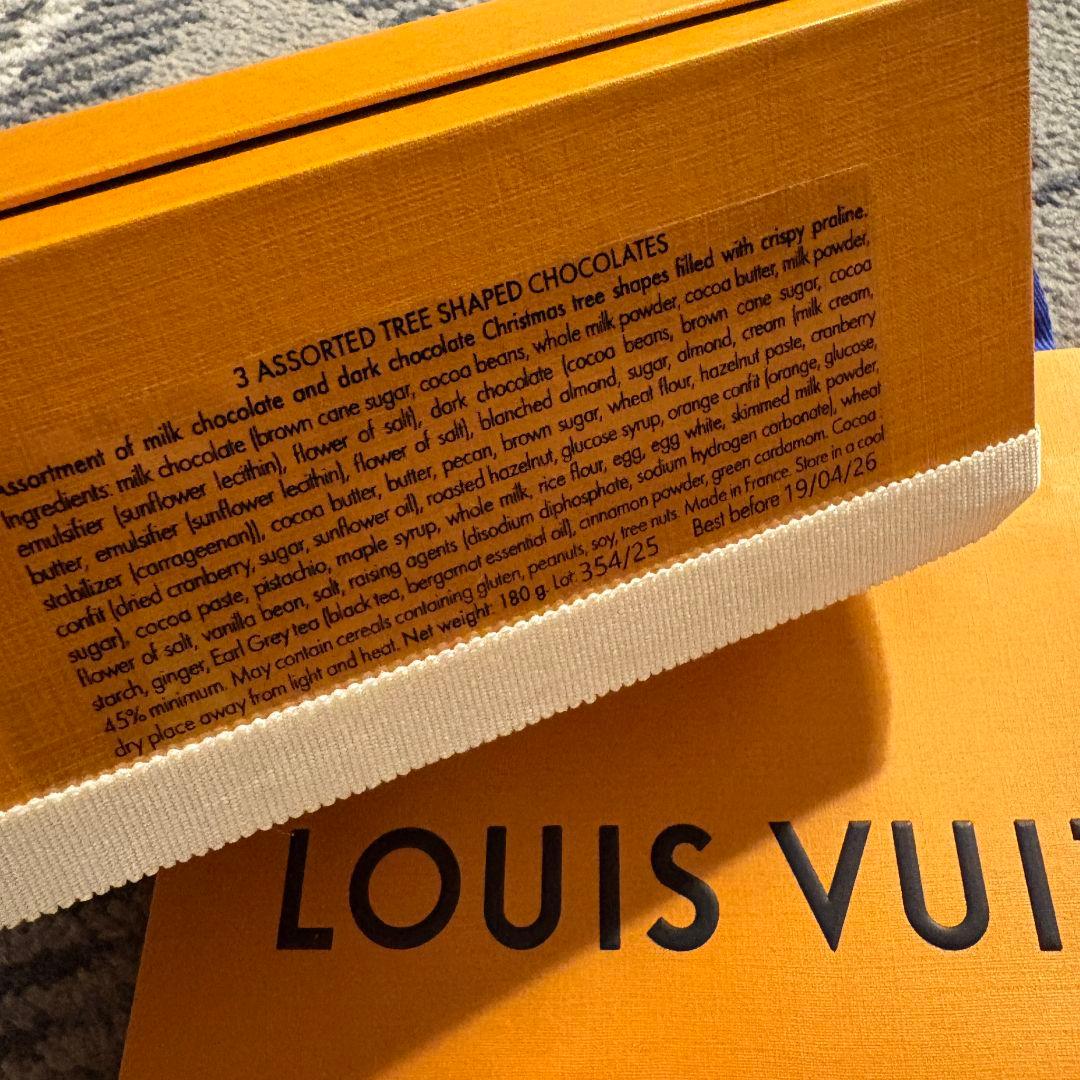 3 ASSORTED TREE SHAPED CHOCOLATES
Assortment of milk chocolate and dark chocolate Christmas tree shapes filled with crispy praline.
Ingredients: milk chocolate (brown cane sugar, cocoa beans, whole milk powder, cocoa butter, milk powder,
emulsifier (sunflower lecithin), flower of salt), dark chocolate (cocoa beans, brown cane sugar, cocoa
butter, emulsifier (sunflower lecithin), flower of salt), blanched almond, sugar, almond, cream (milk cream,
stabilizer (carrageenan)), cocoa butter, butter, pecan, brown sugar, wheat flour, hazelnut paste, cranberry
confit (dried cranberry, sugar, sunflower oil), roasted hazelnut, glucose syrup, orange confit (orange, glucose,
sugar), cocoa paste, pistachio, maple syrup, whole milk, rice flour, egg, egg white, skimmed milk powder,
flower of salt, vanilla bean, salt, raising agents (disodium diphosphate, sodium hydrogen carbonate), wheat
starch, ginger, Earl Grey tea (black tea, bergamot essential oil), cinnamon powder, green cardamom. Cocoa :
45% minimum. May contain cereals containing gluten, peanuts, soy, tree nuts. Made in France. Store in a cool
dry place away from light and heat. Net weight: 180 g. Lot: 354/25 Best before 19/04/26
LOUIS VUIT